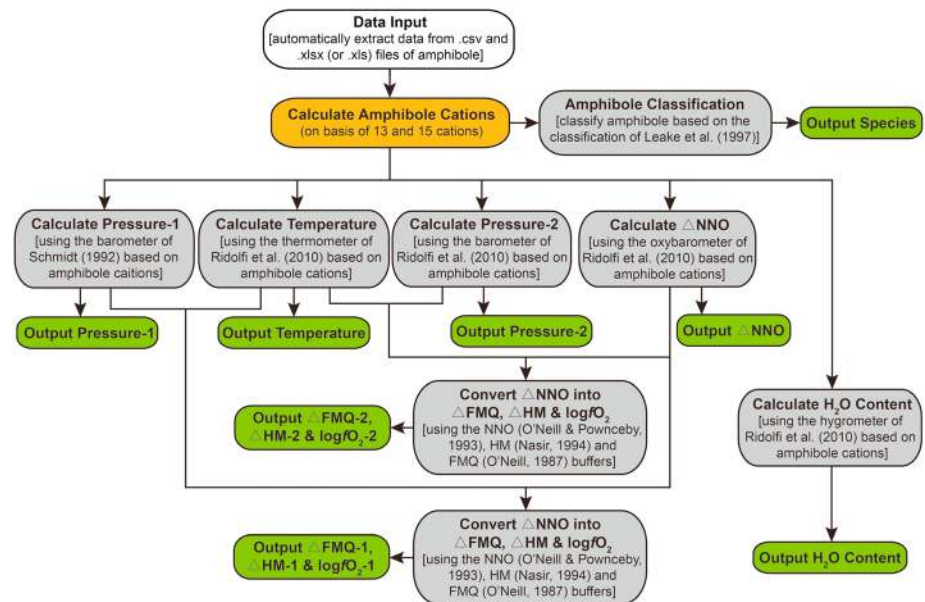 Data Input
[automatically extract data from .csv and
.xlsx (or .xls) files of amphibole]
Calculate Amphibole Cations
(on basis of 13 and 15 cations)
Amphibole Classification
[classify amphibole based on the
classification of Leake et al. (1997)]
Output Species
Calculate Pressure-1
[using the barometer of
Schmidt (1992) based on
amphibole caitions]
Calculate Temperature
[using the thermometer of
Ridolfi et al. (2010) based on
amphibole cations]
Calculate Pressure-2
[using the barometer of
Ridolfi et al. (2010) based on
amphibole cations]
Calculate △NNO
[using the oxybarometer of
Ridolfi et al. (2010) based on
amphibole cations]
Output Pressure-1
Output Temperature
Output Pressure-2
Output △NNO
Convert △NNO into
△FMQ, △HM & logfO₂
[using the NNO (O'Neill & Pownceby,
1993), HM (Nasir, 1994) and
FMQ (O'Neill, 1987) buffers]
Output △FMQ-2,
△HM-2 & logfO₂-2
Calculate H₂O Content
[using the hygrometer of
Ridolfi et al. (2010) based on
amphibole cations]
Convert △NNO into
△FMQ, △HM & logfO₂
[using the NNO (O'Neill & Pownceby,
1993), HM (Nasir, 1994) and
FMQ (O'Neill, 1987) buffers]
Output △FMQ-1,
△HM-1 & logfO₂-1
Output H₂O Content